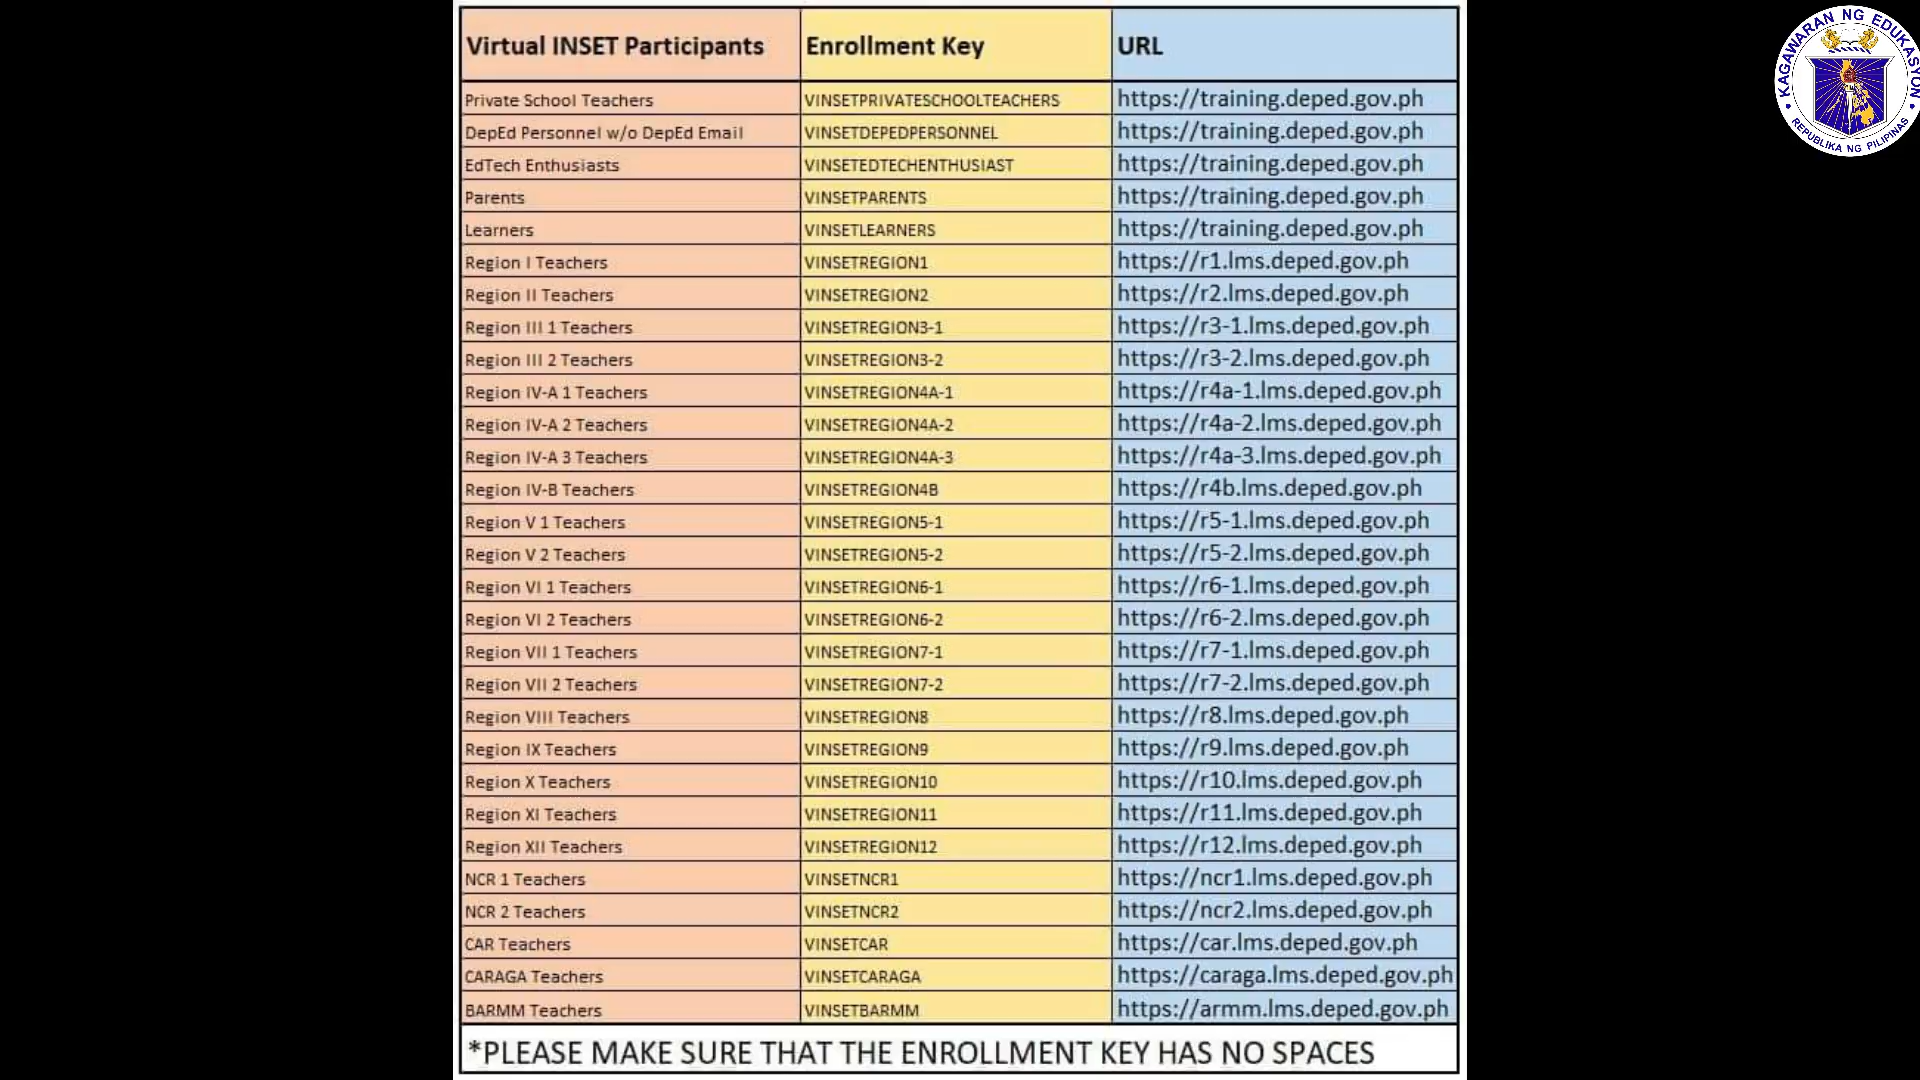 Virtual INSET Participants Enrollment Key URL
Private School Teachers VINSETPRIVATESCHOOLTEACHERS https://training.deped.gov.ph
DepEd Personnel w/o DepEd Email VINSETDEPEDPERSONNEL https://training.deped.gov.ph
EdTech Enthusiasts VINSETEDTECHENTHUSIAST https://training.deped.gov.ph
Parents VINSETPARENTS https://training.deped.gov.ph
Learners VINSETLEARNERS https://training.deped.gov.ph
Region I Teachers VINSETREGION1 https://r1.lms.deped.gov.ph
Region II Teachers VINSETREGION2 https://r2.lms.deped.gov.ph
Region III 1 Teachers VINSETREGION3-1 https://r3-1.lms.deped.gov.ph
Region III 2 Teachers VINSETREGION3-2 https://r3-2.lms.deped.gov.ph
Region IV-A 1 Teachers VINSETREGION4A-1 https://r4a-1.lms.deped.gov.ph
Region IV-A 2 Teachers VINSETREGION4A-2 https://r4a-2.lms.deped.gov.ph
Region IV-A 3 Teachers VINSETREGION4A-3 https://r4a-3.lms.deped.gov.ph
Region IV-B Teachers VINSETREGION4B https://r4b.lms.deped.gov.ph
Region V 1 Teachers VINSETREGION5-1 https://r5-1.lms.deped.gov.ph
Region V 2 Teachers VINSETREGION5-2 https://r5-2.lms.deped.gov.ph
Region VI 1 Teachers VINSETREGION6-1 https://r6-1.lms.deped.gov.ph
Region VI 2 Teachers VINSETREGION6-2 https://r6-2.lms.deped.gov.ph
Region VII 1 Teachers VINSETREGION7-1 https://r7-1.lms.deped.gov.ph
Region VII 2 Teachers VINSETREGION7-2 https://r7-2.lms.deped.gov.ph
Region VIII Teachers VINSETREGION8 https://r8.lms.deped.gov.ph
Region IX Teachers VINSETREGION9 https://r9.lms.deped.gov.ph
Region X Teachers VINSETREGION10 https://r10.lms.deped.gov.ph
Region XI Teachers VINSETREGION11 https://r11.lms.deped.gov.ph
Region XII Teachers VINSETREGION12 https://r12.lms.deped.gov.ph
NCR 1 Teachers VINSETNCR1 https://ncr1.lms.deped.gov.ph
NCR 2 Teachers VINSETNCR2 https://ncr2.lms.deped.gov.ph
CAR Teachers VINSETCAR https://car.lms.deped.gov.ph
CARAGA Teachers VINSETCARAGA https://caraga.lms.deped.gov.ph
BARMM Teachers VINSETBARMM https://armm.lms.deped.gov.ph
*PLEASE MAKE SURE THAT THE ENROLLMENT KEY HAS NO SPACES
KAGAWARAN NG EDUKASYON
REPUBLIKA NG PILIPINAS